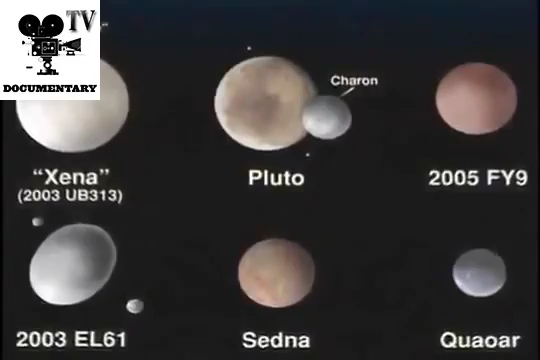 TV
DOCUMENTARY
Charon
"Xena"
(2003 UB313)
Pluto
2005 FY9
2003 EL61
Sedna
Quaoar